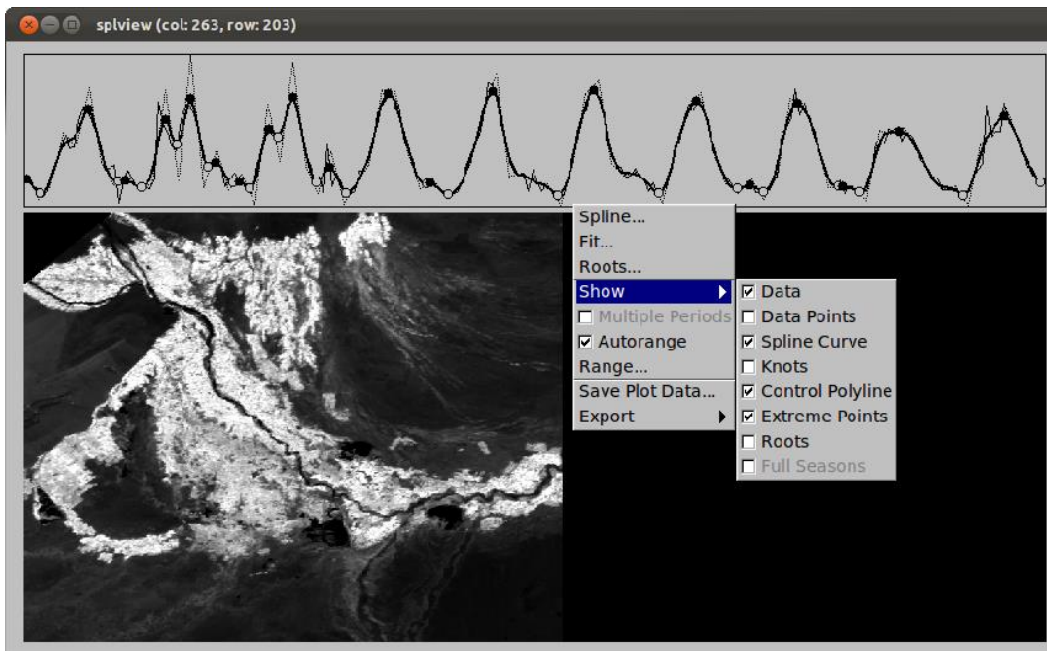 splview (col: 263, row: 203)
Spline...
Fit...
Roots...
Show
Multiple Periods
Autorange
Range...
Save Plot Data...
Export
Data
Data Points
Spline Curve
Knots
Control Polyline
Extreme Points
Roots
Full Seasons